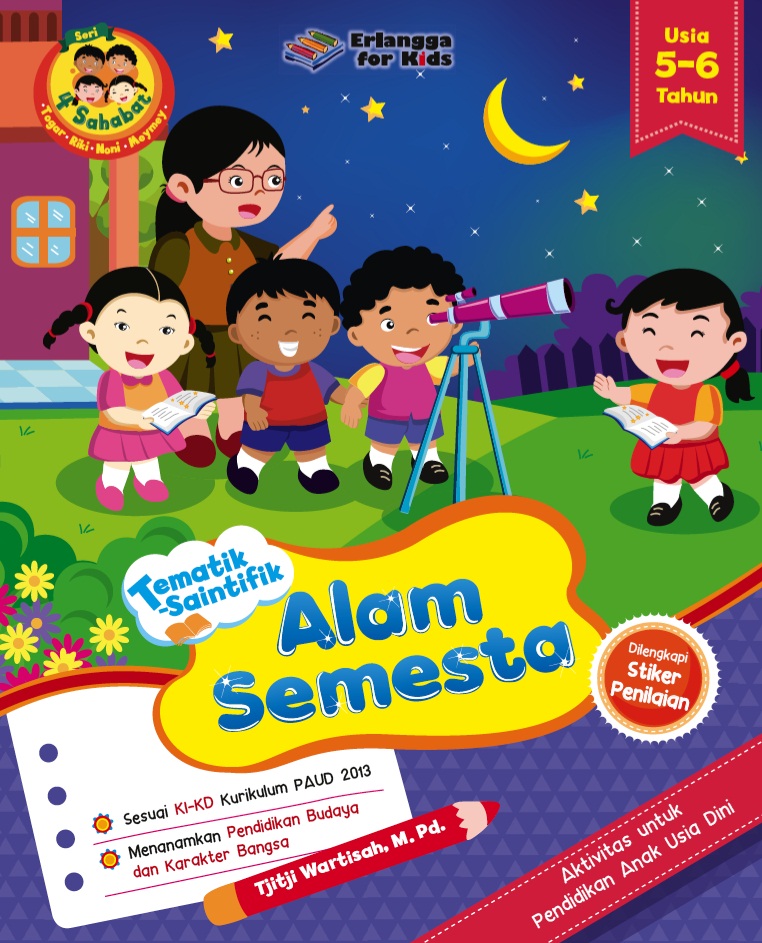 Seri
4 Sahabat
• Togar • Riki • Noni • Moymoy •
Erlangga
for Kids
Usia
5-6
Tahun
Tematik
-Saintifik
Alam
Semesta
Dilengkapi
Stiker
Penilaian
Sesuai KI-KD Kurikulum PAUD 2013
Menanamkan Pendidikan Budaya
dan Karakter Bangsa
Tjitji Wartisah, M. Pd.
Aktivitas untuk
Pendidikan Anak Usia Dini